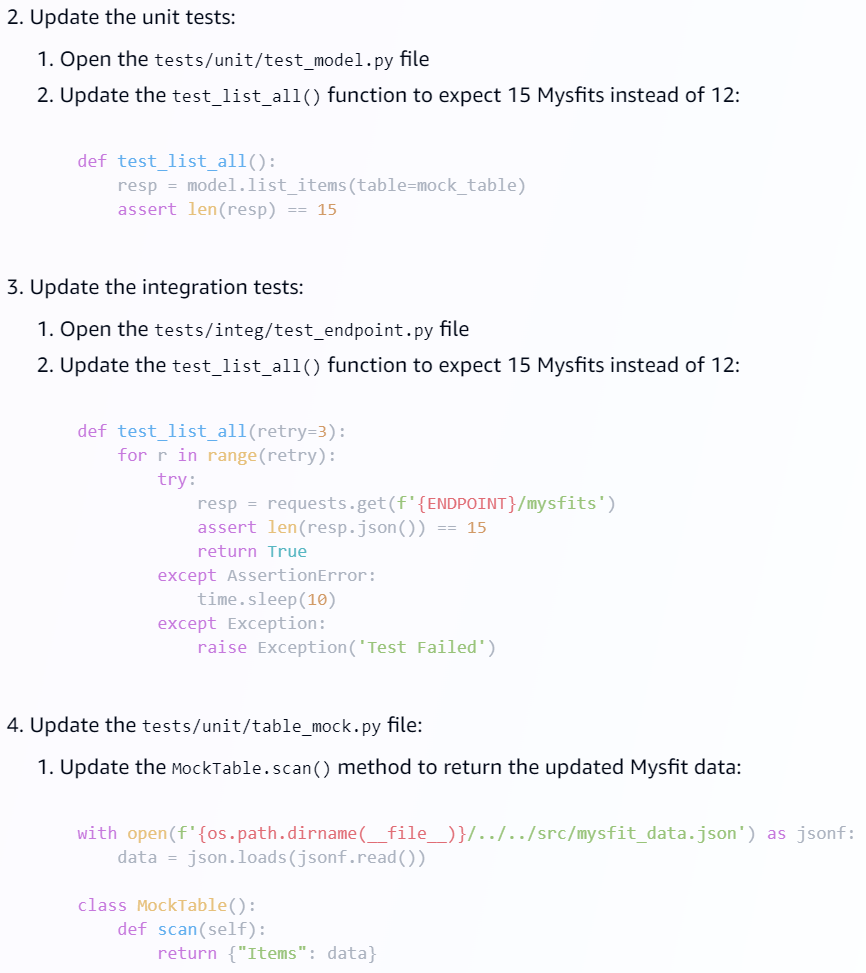 2. Update the unit tests:
1. Open the tests/unit/test_model.py file
2. Update the test_list_all() function to expect 15 Mysfits instead of 12:
def test_list_all():
    resp = model.list_items(table=mock_table)
    assert len(resp) == 15
3. Update the integration tests:
1. Open the tests/integ/test_endpoint.py file
2. Update the test_list_all() function to expect 15 Mysfits instead of 12:
def test_list_all(retry=3):
    for r in range(retry):
        try:
            resp = requests.get(f'{ENDPOINT}/mysfits')
            assert len(resp.json()) == 15
            return True
        except AssertionError:
            time.sleep(10)
        except Exception:
            raise Exception('Test Failed')
4. Update the tests/unit/table_mock.py file:
1. Update the MockTable.scan() method to return the updated Mysfit data:
with open(f'{os.path.dirname(__file__)}/../../src/mysfit_data.json') as jsonf:
    data = json.loads(jsonf.read())
class MockTable():
    def scan(self):
        return {"Items": data}